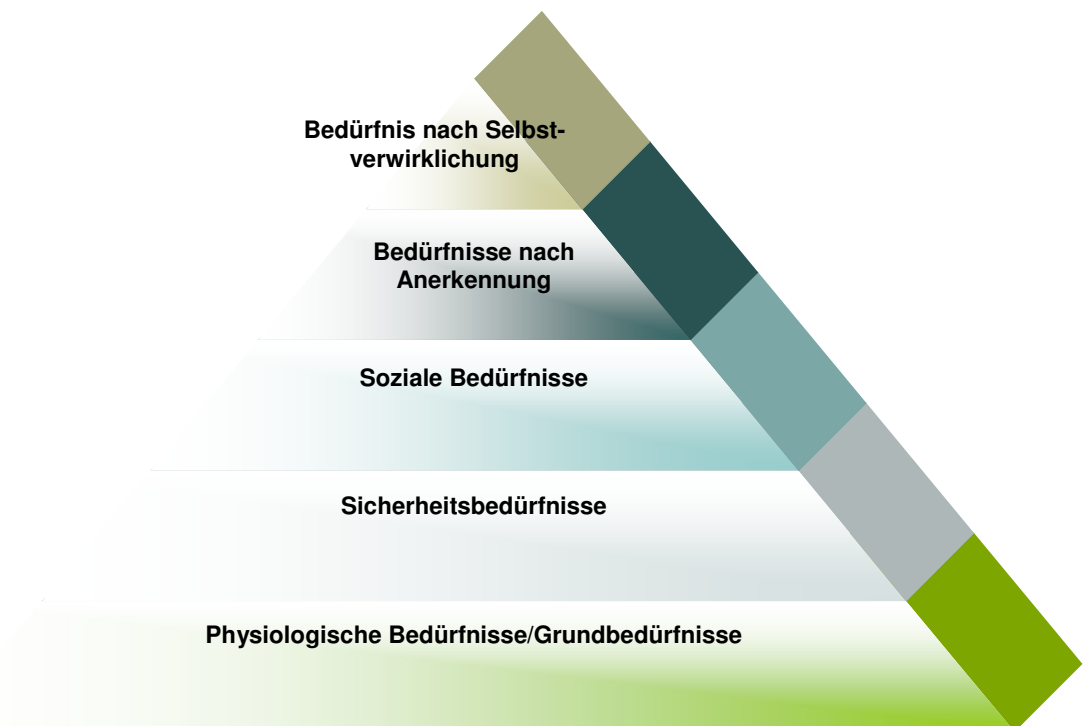 Bedürfnis nach Selbst-
verwirklichung
Bedürfnisse nach
Anerkennung
Soziale Bedürfnisse
Sicherheitsbedürfnisse
Physiologische Bedürfnisse/Grundbedürfnisse